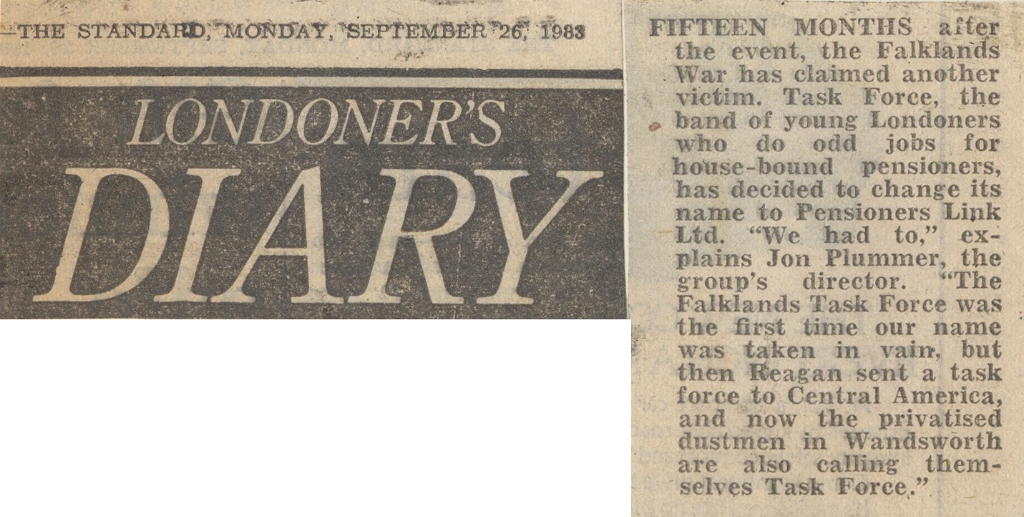 THE STANDARD, MONDAY, SEPTEMBER 26, 1983
LONDONER'S
DIARY
FIFTEEN MONTHS after
the event, the Falklands
War has claimed another
victim. Task Force, the
band of young Londoners
who do odd jobs for
house-bound pensioners,
has decided to change its
name to Pensioners Link
Ltd. “We had to,” ex-
plains Jon Plummer, the
group's director. “The
Falklands Task Force was
the first time our name
was taken in vain, but
then Reagan sent a task
force to Central America,
and now the privatised
dustmen in Wandsworth
are also calling them-
selves Task Force.”